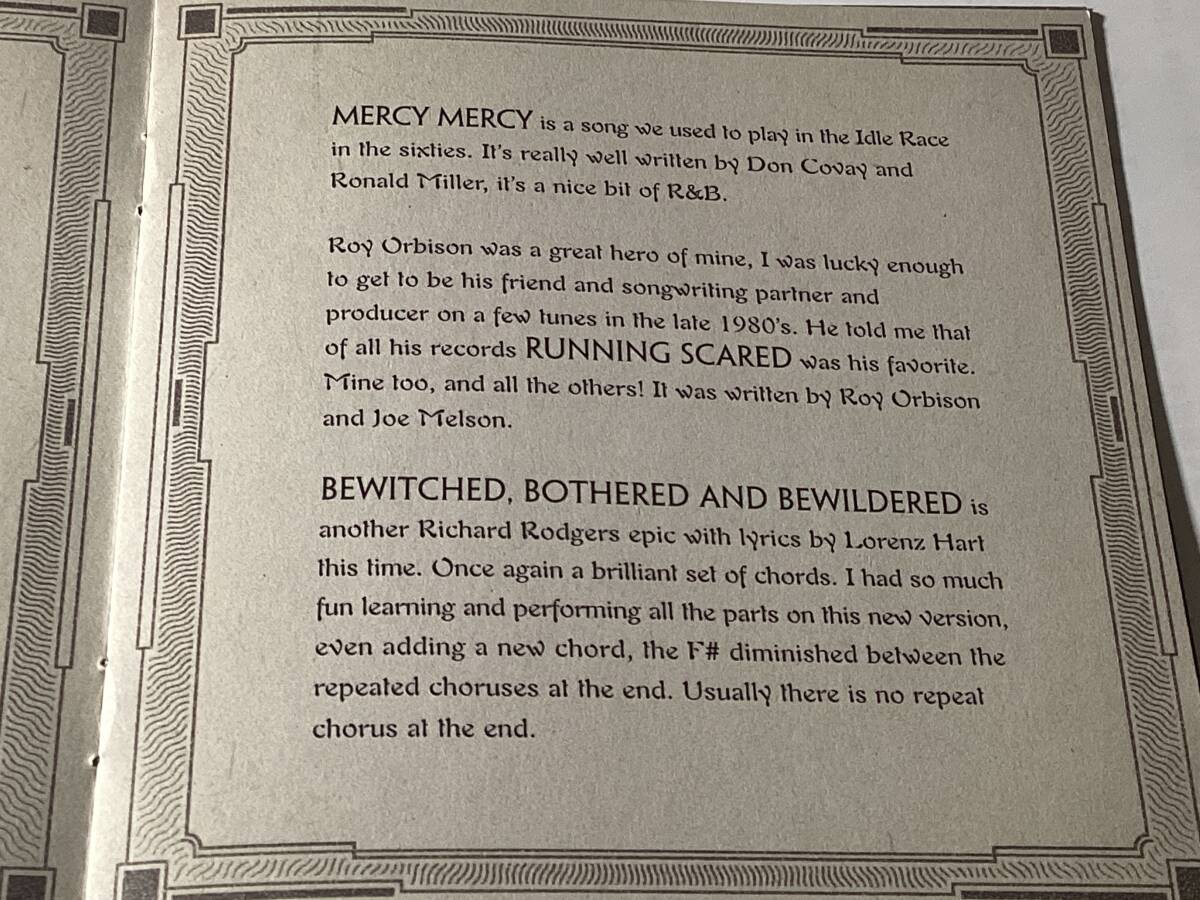 MERCY MERCY is a song we used to play in the Idle Race
in the sixties. It's really well written by Don Covay and
Ronald Miller, it's a nice bit of R&B.
Roy Orbison was a great hero of mine, I was lucky enough
to get to be his friend and songwriting partner and
producer on a few tunes in the late 1980's. He told me that
of all his records RUNNING SCARED was his favorite.
Mine too, and all the others! It was written by Roy Orbison
and Joe Melson.
BEWITCHED, BOTHERED AND BEWILDERED is
another Richard Rodgers epic with lyrics by Lorenz Hart
this time. Once again a brilliant set of chords. I had so much
fun learning and performing all the parts on this new version,
even adding a new chord, the F# diminished between the
repeated choruses at the end. Usually there is no repeat
chorus at the end.